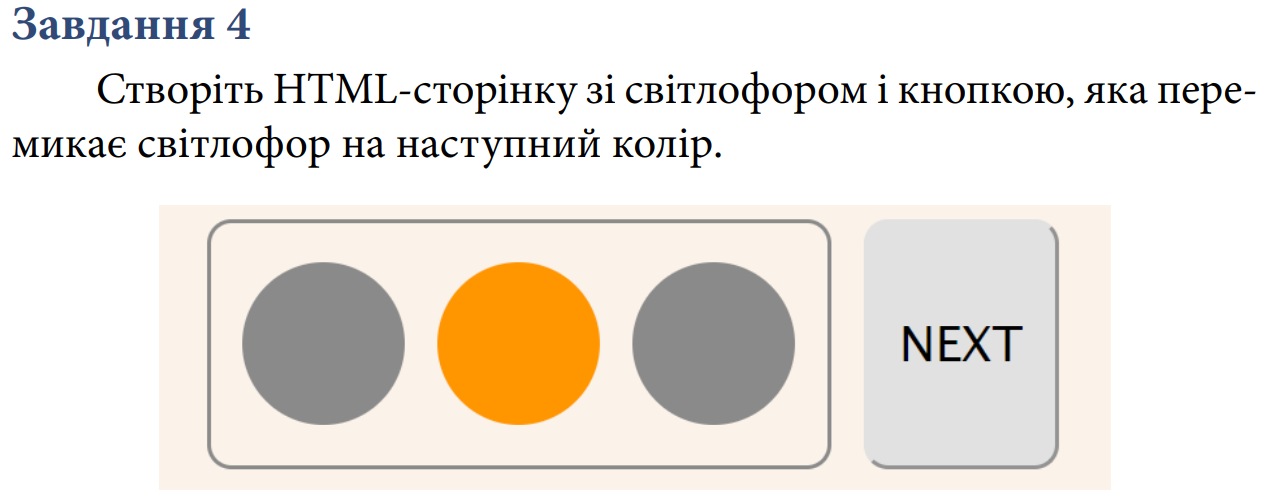 Завдання 4
Створіть HTML-сторінку зі світлофором і кнопкою, яка пере-
микає світлофор на наступний колір.
NEXT